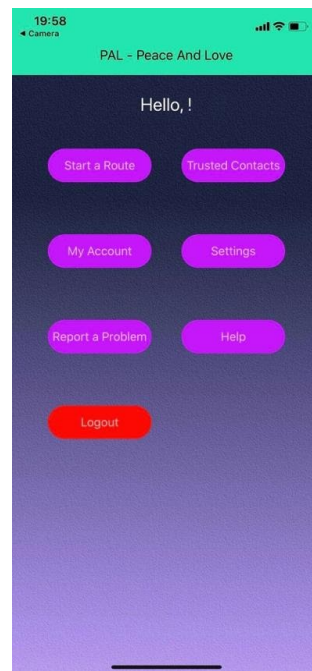 19:58
◀ Camera
PAL - Peace And Love
Hello, !
Start a Route
Trusted Contacts
My Account
Settings
Report a Problem
Help
Logout